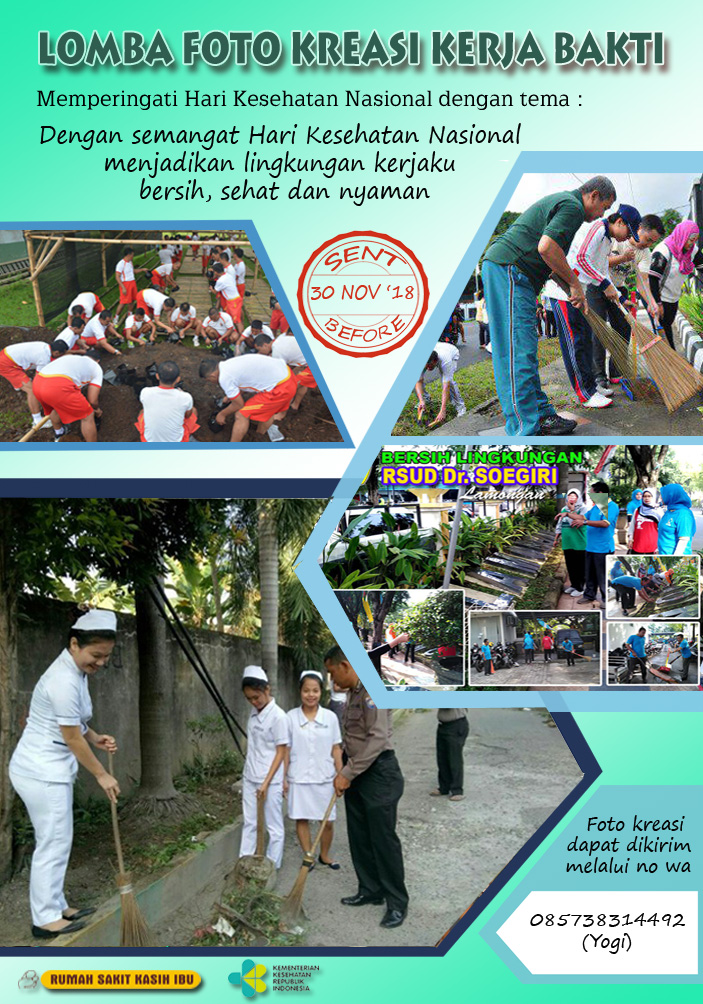 LOMBA FOTO KREASI KERJA BAKTI
Memperingati Hari Kesehatan Nasional dengan tema :
Dengan semangat Hari Kesehatan Nasional
menjadikan lingkungan kerjaku
bersih, sehat dan nyaman
SENT
30 NOV '18
BEFORE
BERSIH LINGKUNGAN
RSUD Dr. SOEGIRI
Lamongan
Foto kreasi
dapat dikirim
melalui no wa
085738314492
(Yogi)
RUMAH SAKIT KASIH IBU
KEMENTERIAN
KESEHATAN
REPUBLIK
INDONESIA